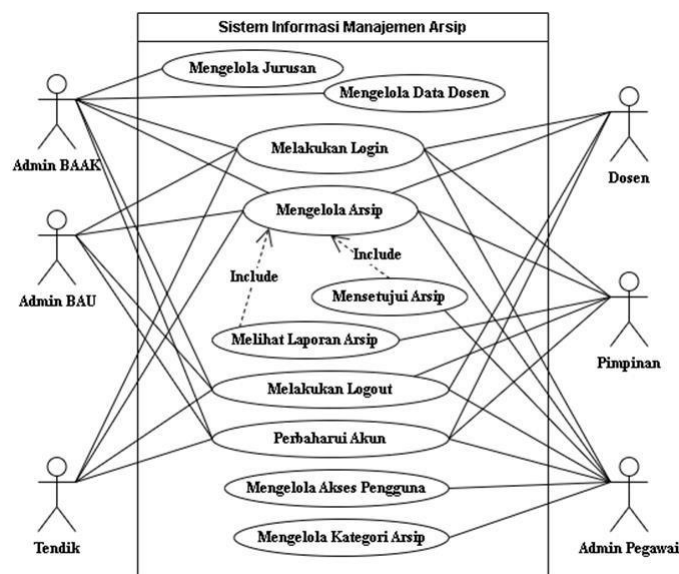 Sistem Informasi Manajemen Arsip
Mengelola Jurusan
Mengelola Data Dosen
Admin BAAK
Melakukan Login
Dosen
Mengelola Arsip
Include
Include
Admin BAU
Mensetujui Arsip
Pimpinan
Melihat Laporan Arsip
Melakukan Logout
Perbaharui Akun
Mengelola Akses Pengguna
Mengelola Kategori Arsip
Tendik
Admin Pegawai